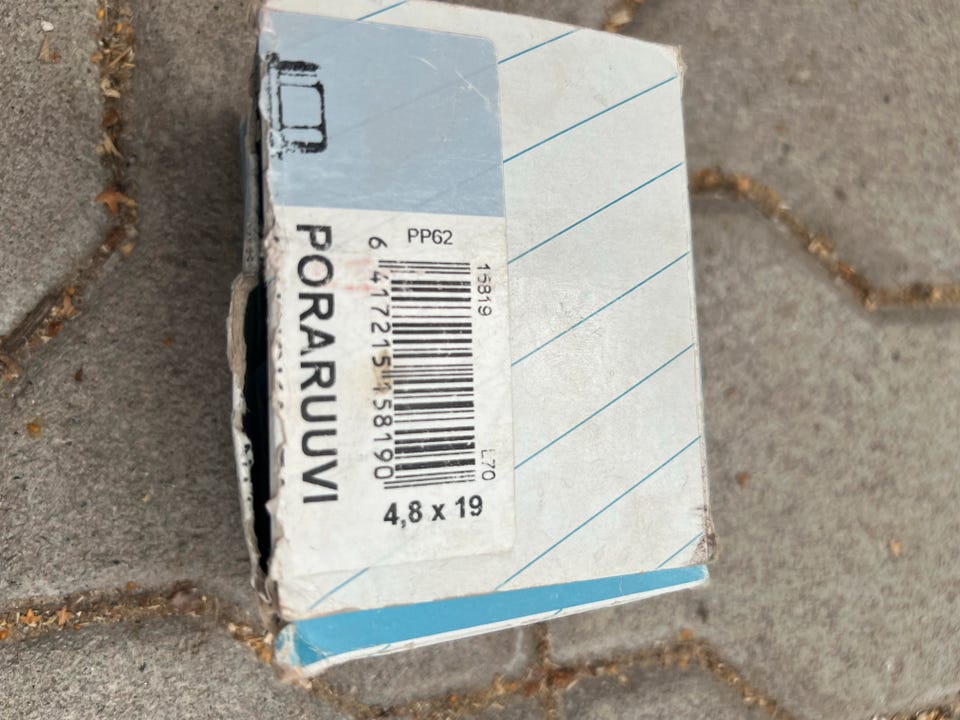 PORARUUVI
PP62
15819
6 417215 158190
L70
4,8 x 19